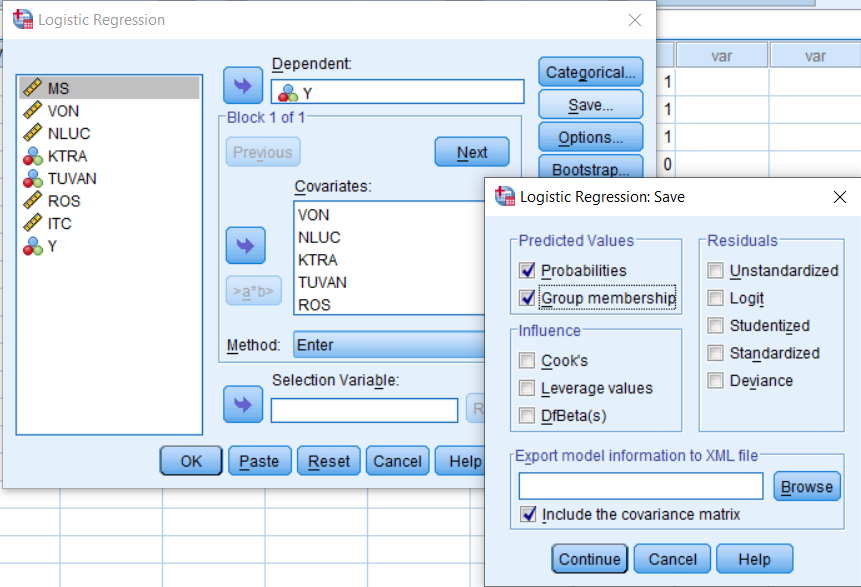 Logistic Regression
var
var
MS
VON
NLUC
KTRA
TUVAN
ROS
ITC
Y
Dependent:
Y
Block 1 of 1
Previous
Next
Covariates:
VON
NLUC
KTRA
TUVAN
ROS
>a*b>
Method:
Enter
Selection Variable:
OK
Paste
Reset
Cancel
Help
Categorical...
Save...
Options...
Bootstrap...
1
1
1
0
Logistic Regression: Save
Predicted Values
Probabilities
Group membership
Influence
Cook's
Leverage values
DfBeta(s)
Residuals
Unstandardized
Logit
Studentized
Standardized
Deviance
Export model information to XML file
Browse
Include the covariance matrix
Continue
Cancel
Help